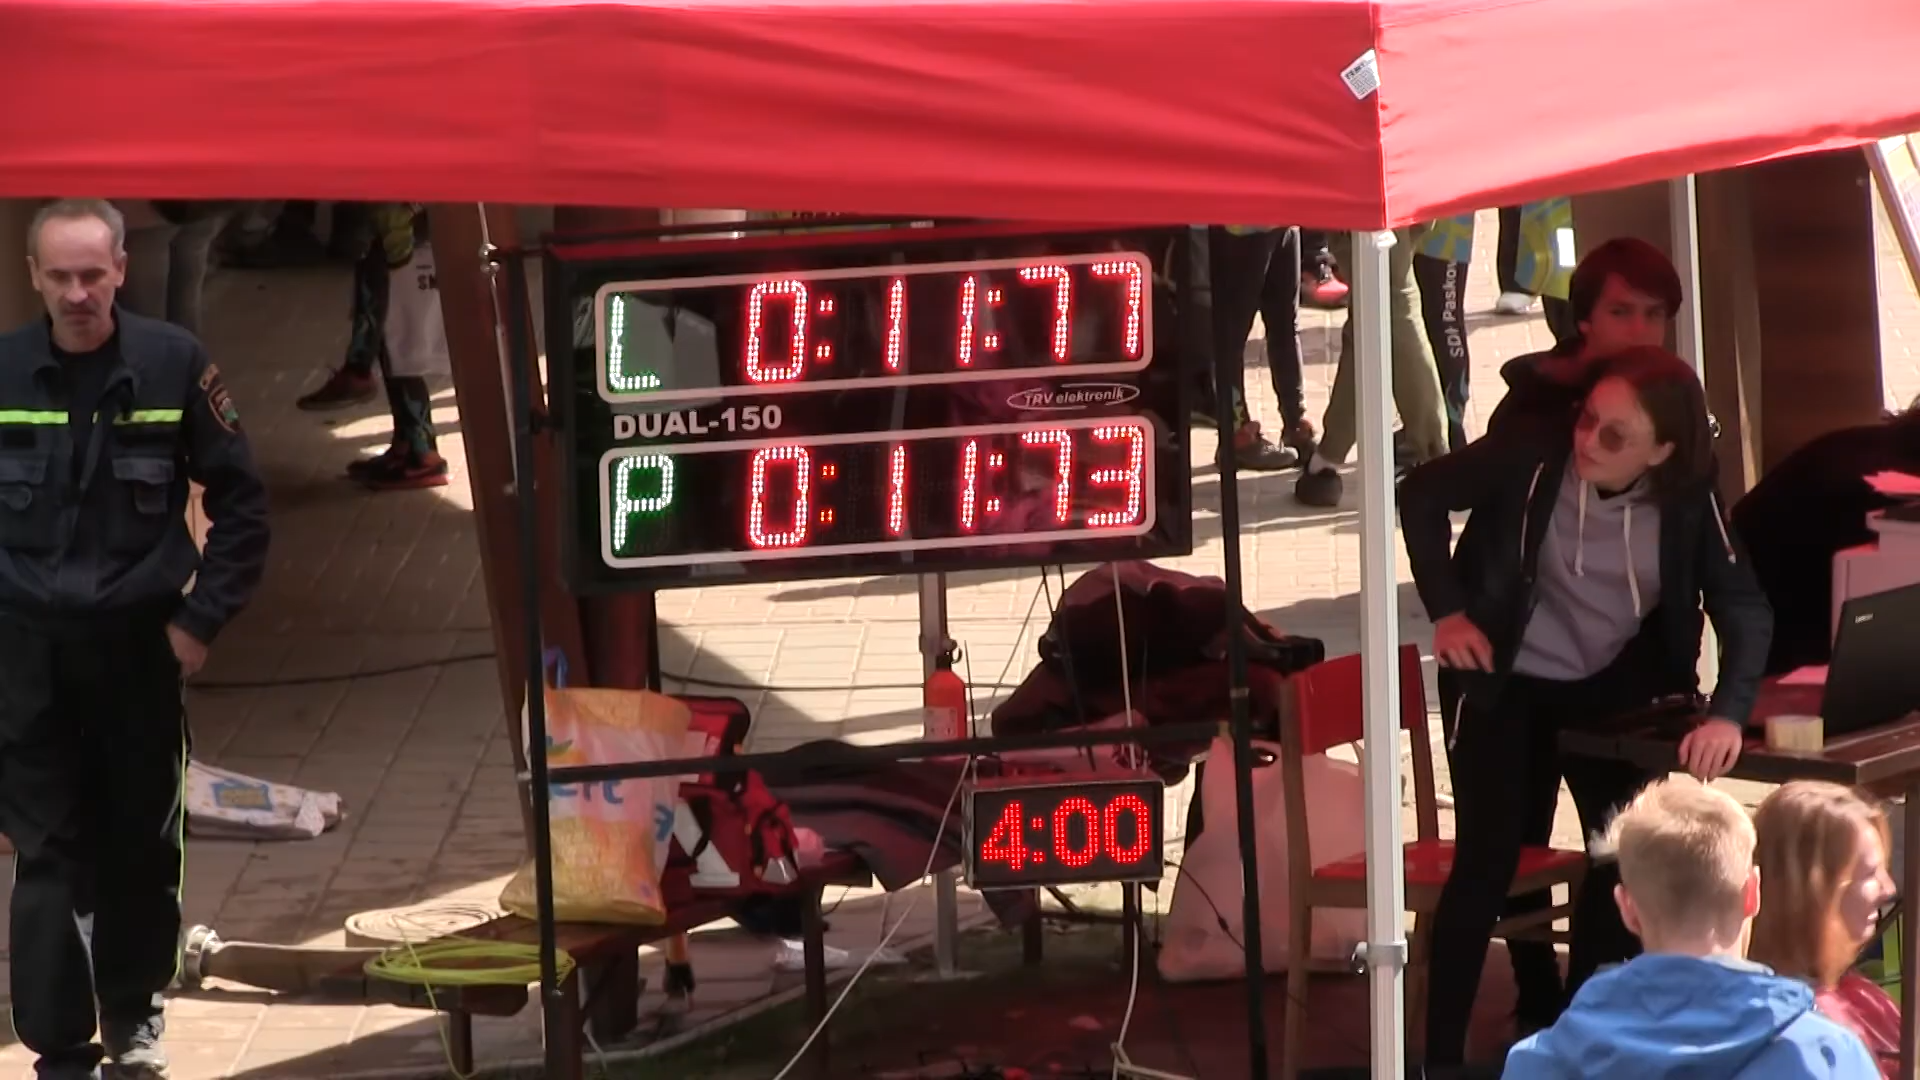 L 0:11:77
TRV elektronik
DUAL-150
P 0:11:73
4:00
SDH Paskov